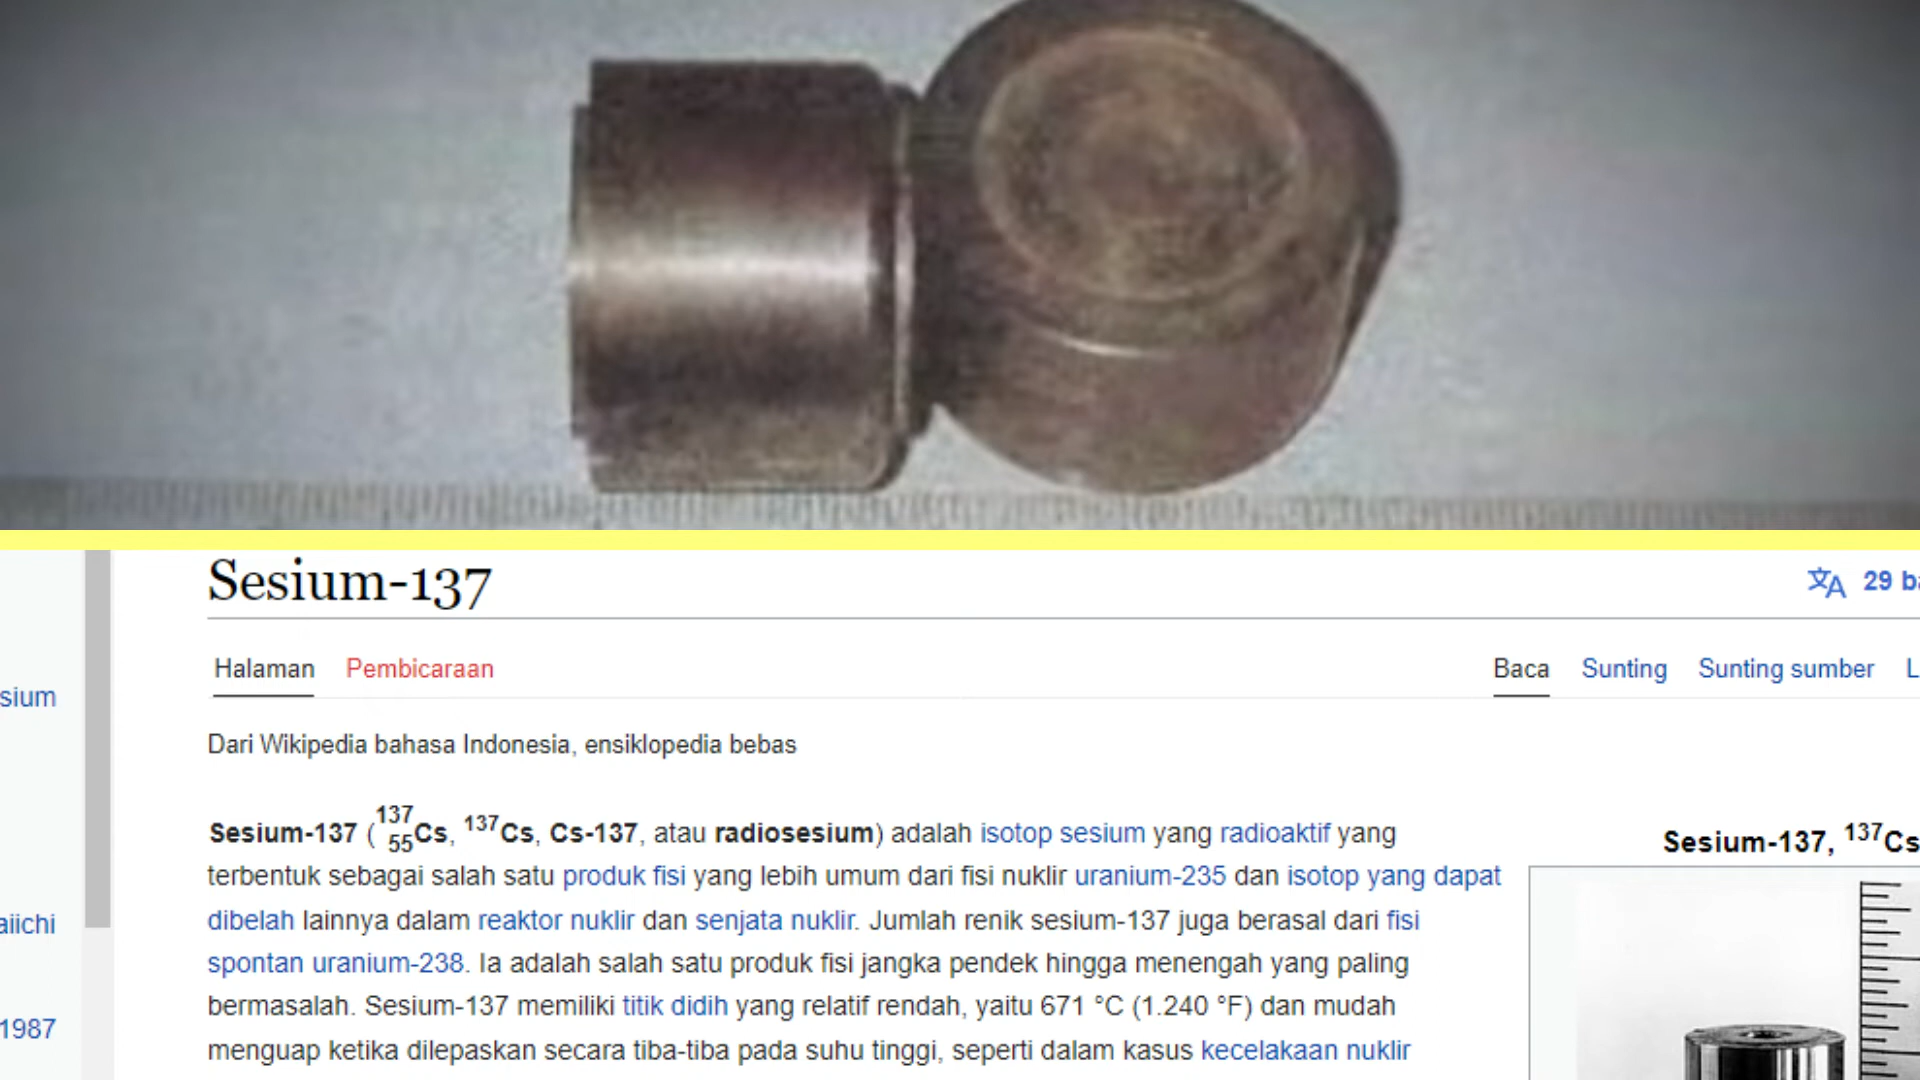 Sesium-137
29 ba
Halaman Pembicaraan Baca Sunting Sunting sumber L
sium
Dari Wikipedia bahasa Indonesia, ensiklopedia bebas
Sesium-137 (¹³⁷₅₅Cs, ¹³⁷Cs, Cs-137, atau radiosesium) adalah isotop sesium yang radioaktif yang
terbentuk sebagai salah satu produk fisi yang lebih umum dari fisi nuklir uranium-235 dan isotop yang dapat
dibelah lainnya dalam reaktor nuklir dan senjata nuklir. Jumlah renik sesium-137 juga berasal dari fisi
spontan uranium-238. Ia adalah salah satu produk fisi jangka pendek hingga menengah yang paling
bermasalah. Sesium-137 memiliki titik didih yang relatif rendah, yaitu 671 °C (1.240 °F) dan mudah
menguap ketika dilepaskan secara tiba-tiba pada suhu tinggi, seperti dalam kasus kecelakaan nuklir
Sesium-137, ¹³⁷Cs
aiichi
1987